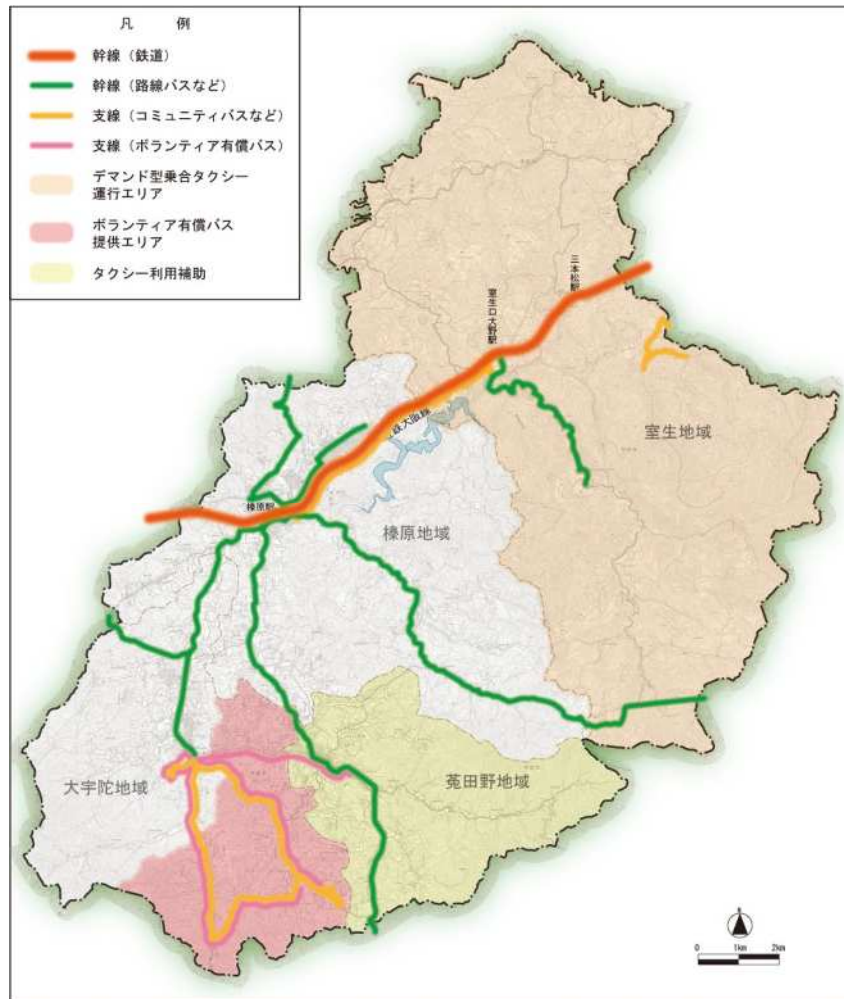 凡 例
幹線（鉄道）
幹線（路線バスなど）
支線（コミュニティバスなど）
支線（ボランティア有償バス）
デマンド型乗合タクシー
運行エリア
ボランティア有償バス
提供エリア
タクシー利用補助
三本松駅
室生口大野駅
鉄大阪線
室生地域
榛原駅
榛原地域
大宇陀地域
菟田野地域
0 1km 2km